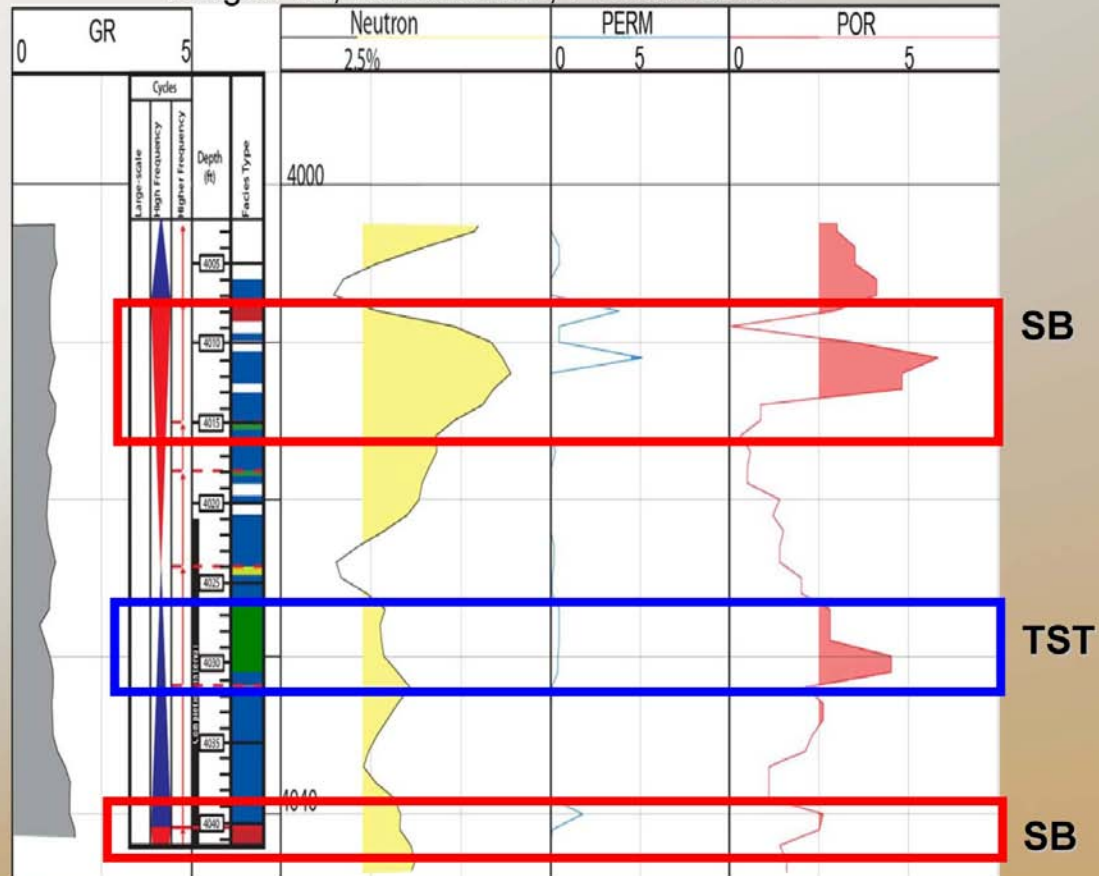 GR
Neutron
PERM
POR
0 5
2.5%
0 5
0 5
Cycles
Large-scale
High Frequency
Higher Frequency
Depth
(ft)
Facies Type
4000
4005
SB
4010
4015
4020
4025
TST
4030
4035
4040
4040
SB